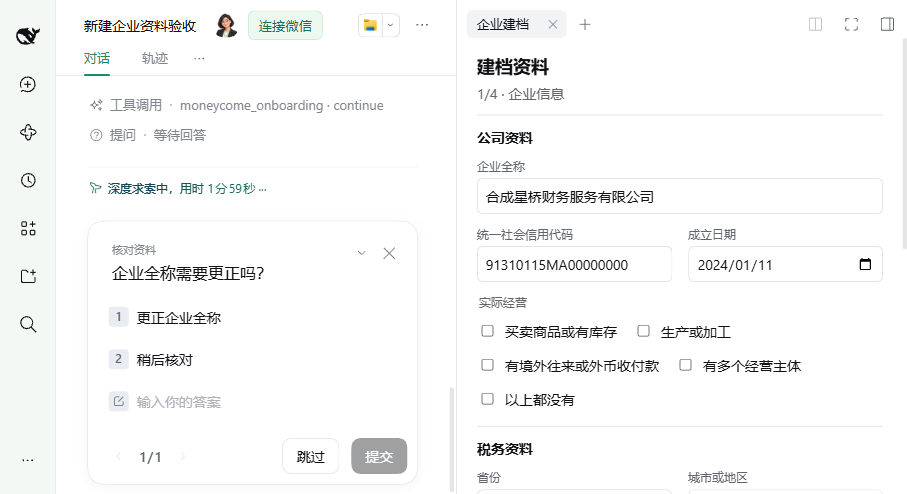 新建企业资料验收
连接微信
对话
轨迹
工具调用 · moneycome_onboarding · continue
提问 · 等待回答
深度求索中，用时 1分59秒
核对资料
企业全称需要更正吗？
1 更正企业全称
2 稍后核对
输入你的答案
1/1
跳过
提交
企业建档
建档资料
1/4 · 企业信息
公司资料
企业全称
合成星桥财务服务有限公司
统一社会信用代码 成立日期
91310115MA00000000 2024/01/11
实际经营
买卖商品或有库存 生产或加工
有境外往来或外币收付款 有多个经营主体
以上都没有
税务资料
省份 城市或地区